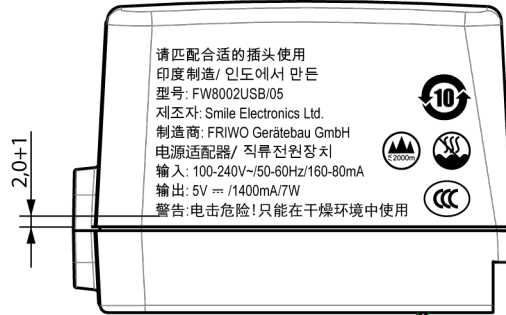 请匹配合适的插头使用
印度制造/ 인도에서 만든
型号: FW8002USB/05
제조자: Smile Electronics Ltd.
制造商: FRIWO Gerätebau GmbH
电源适配器/ 직류전원장치
输入: 100-240V~/50-60Hz/160-80mA
输出: 5V ⎓ /1400mA/7W
警告:电击危险!只能在干燥环境中使用
10
≤2000m
CCC
2,0+1